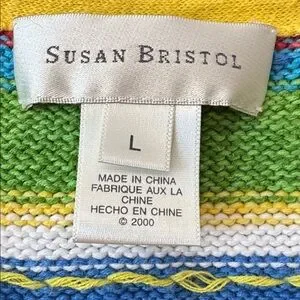 SUSAN BRISTOL
L
MADE IN CHINA
FABRIQUE AUX LA
CHINE
HECHO EN CHINE
© 2000